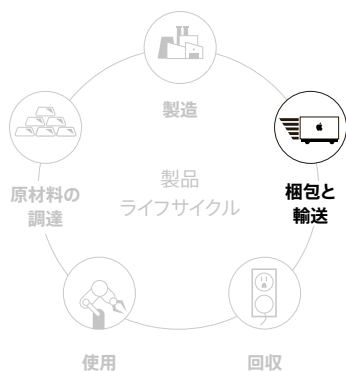 製造
梱包と
輸送
回収
使用
原材料の
調達
製品
ライフサイクル